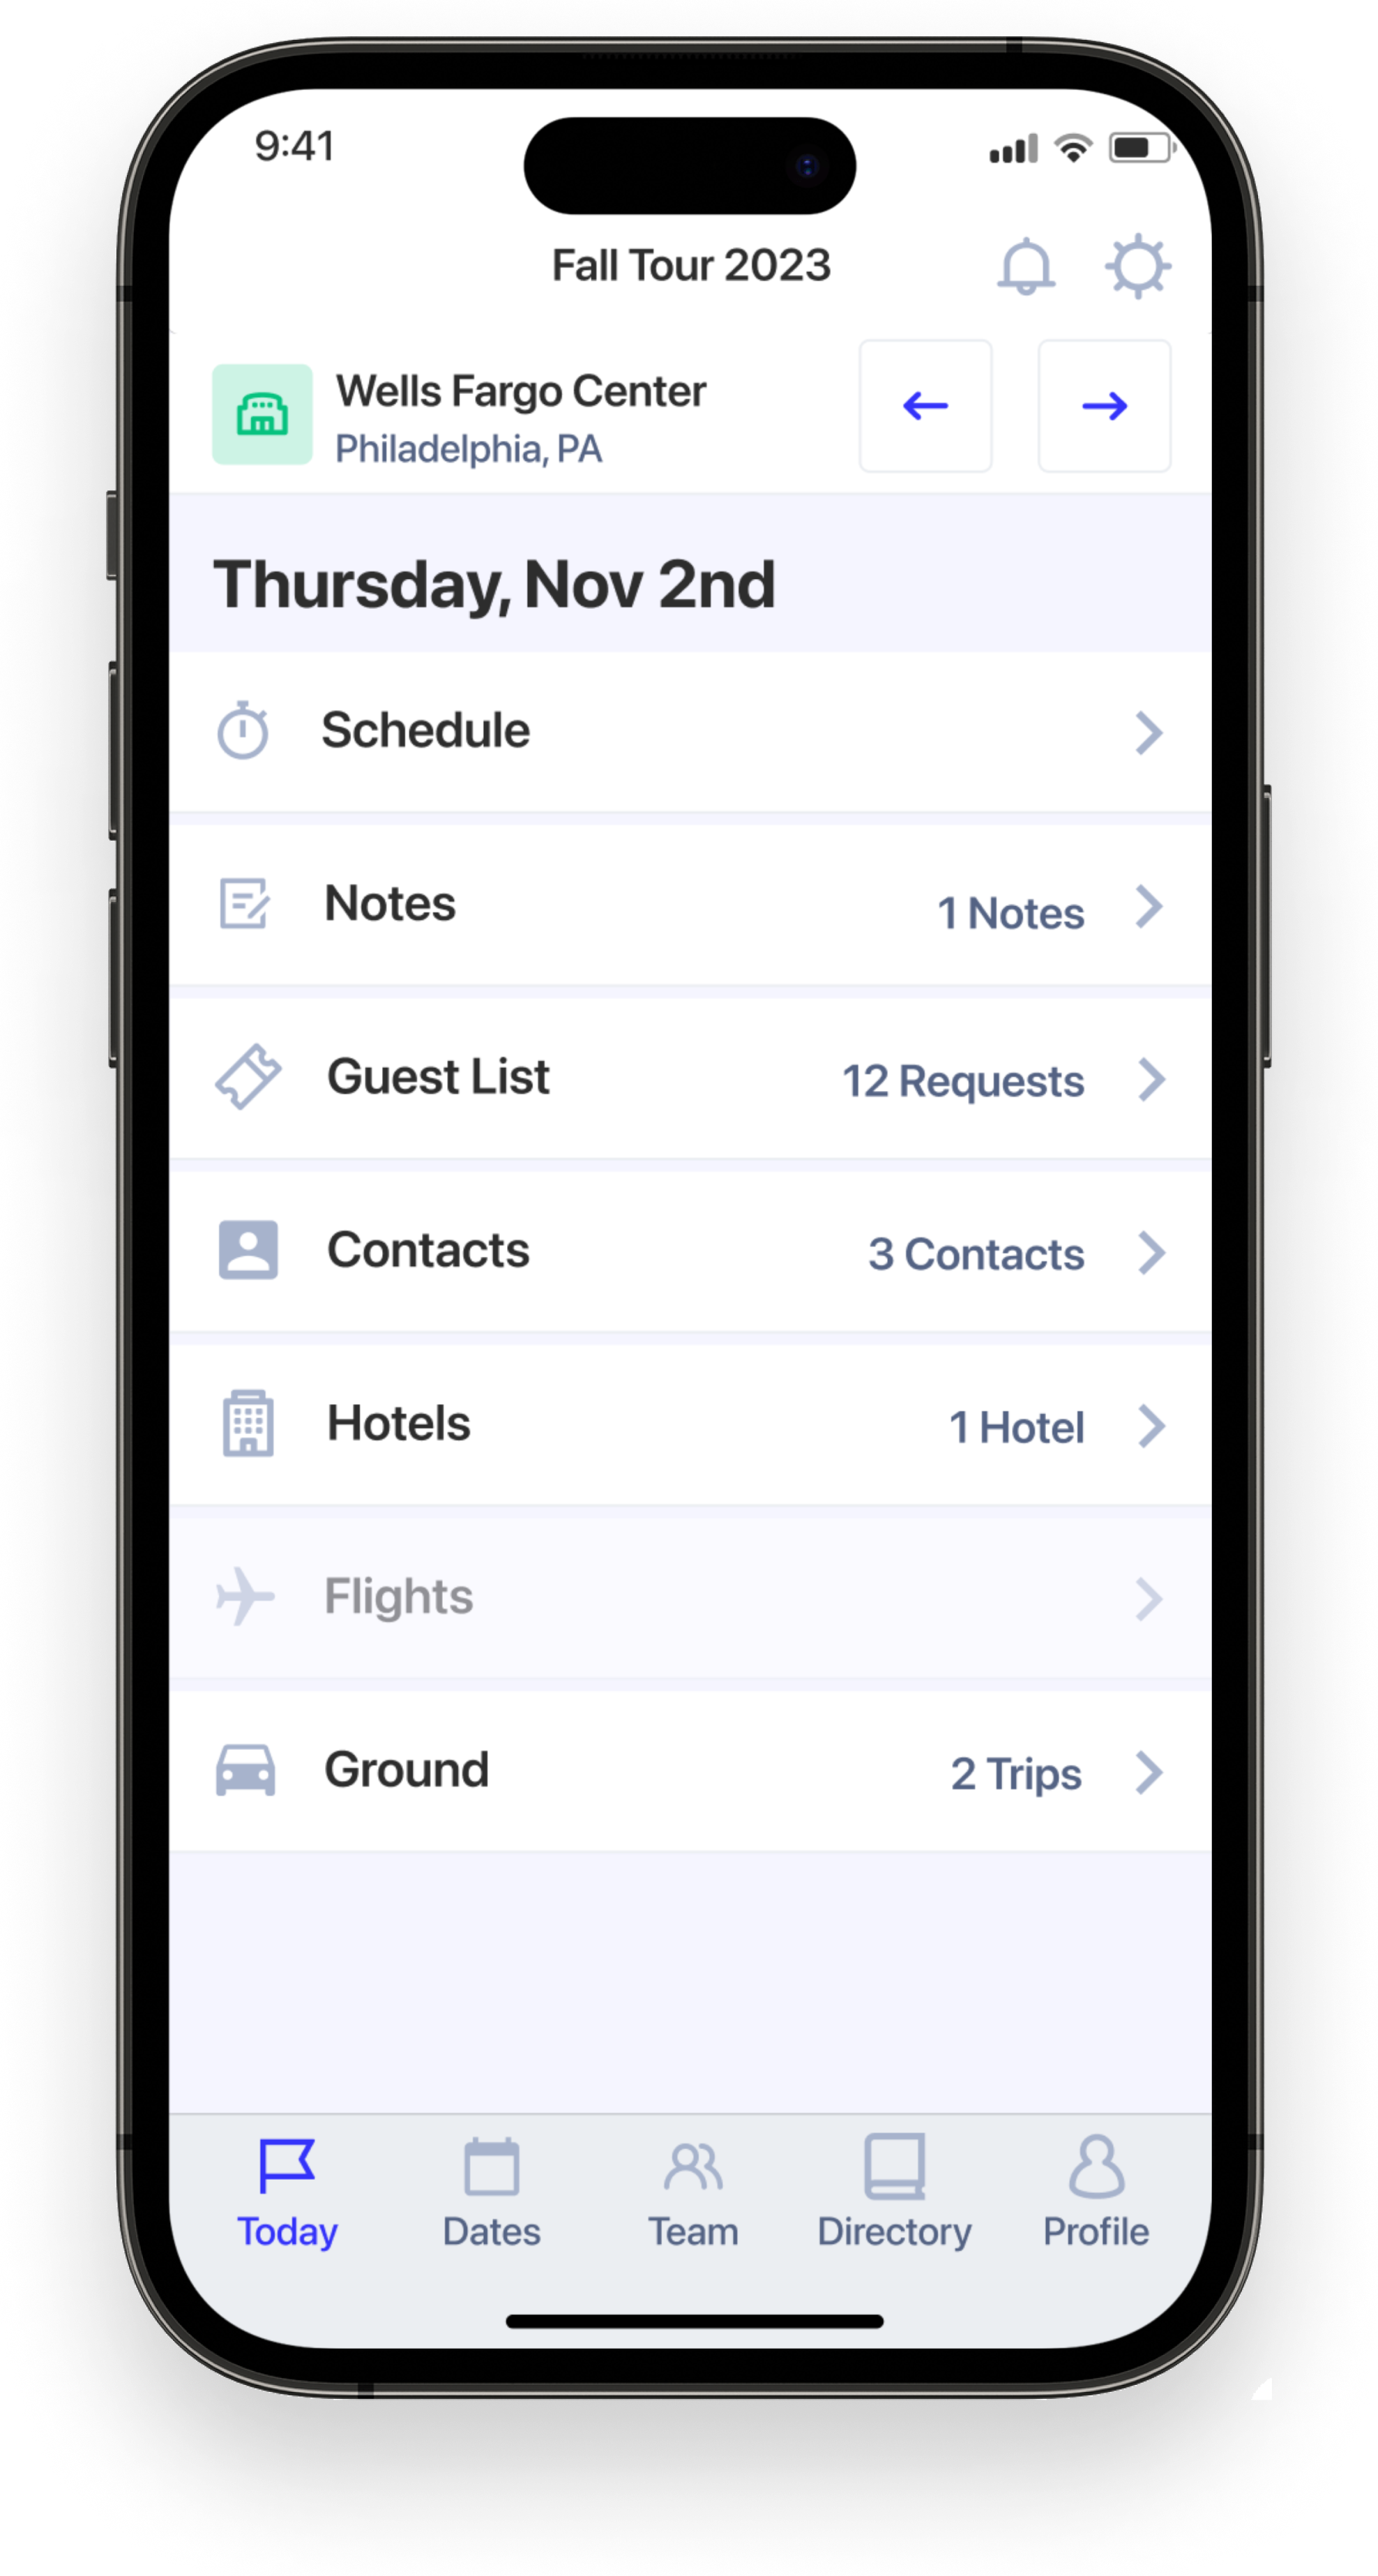 9:41
Fall Tour 2023
Wells Fargo Center
Philadelphia, PA
Thursday, Nov 2nd
Schedule
Notes 1 Notes
Guest List 12 Requests
Contacts 3 Contacts
Hotels 1 Hotel
Flights
Ground 2 Trips
Today Dates Team Directory Profile